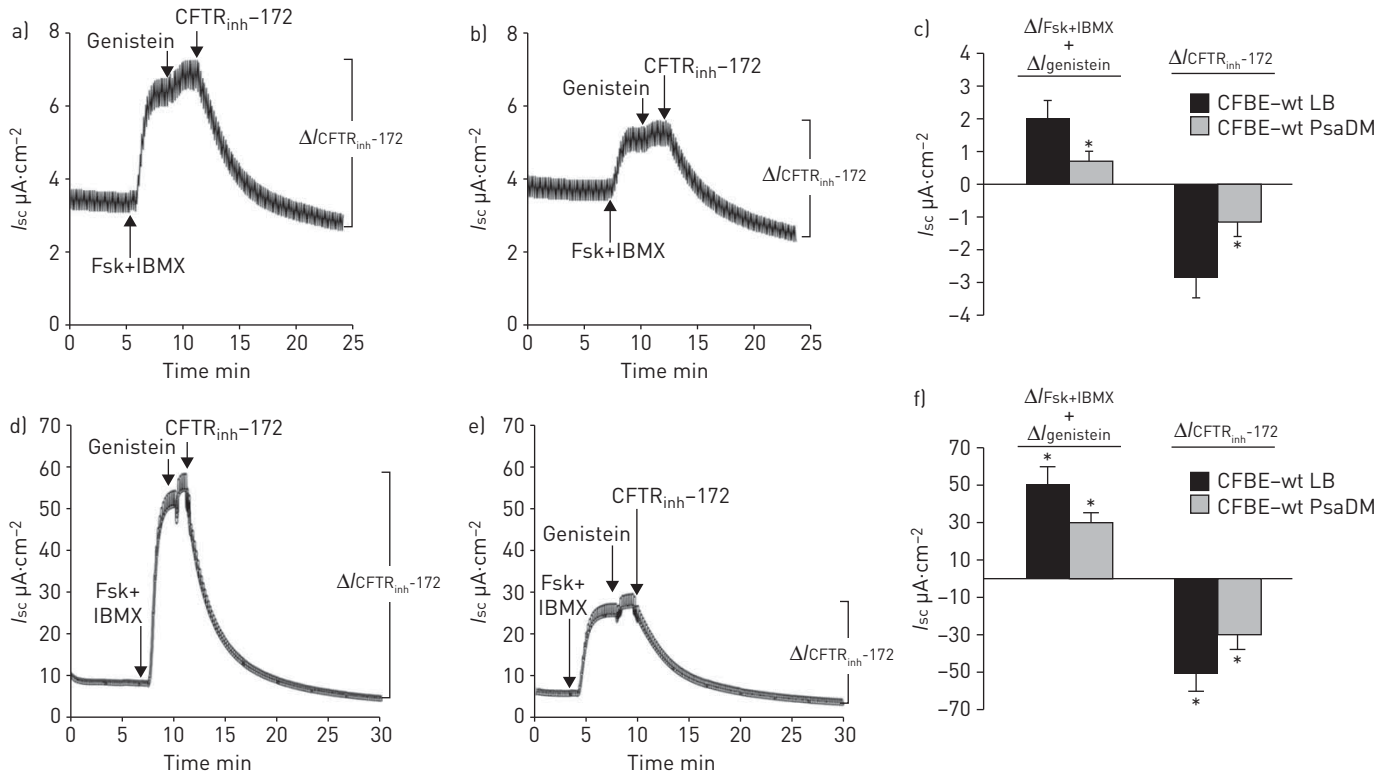 a)
CFTRinh–172
Genistein
Fsk+IBMX
ΔICFTRinh-172
Isc µA·cm–2
8
6
4
2
0
0 5 10 15 20 25
Time min
b)
CFTRinh–172
Genistein
Fsk+IBMX
ΔICFTRinh-172
Isc µA·cm–2
8
6
4
2
0
0 5 10 15 20 25
Time min
c)
ΔIFsk+IBMX
+
ΔIgenistein
ΔICFTRinh-172
CFBE–wt LB
CFBE–wt PsaDM
*
*
Isc µA·cm–2
4
3
2
1
0
–1
–2
–3
–4
d)
CFTRinh–172
Genistein
Fsk+
IBMX
ΔICFTRinh-172
Isc µA·cm–2
70
60
50
40
30
20
10
0
0 5 10 15 20 25 30
Time min
e)
CFTRinh–172
Genistein
Fsk+
IBMX
ΔICFTRinh-172
Isc µA·cm–2
70
60
50
40
30
20
10
0
0 5 10 15 20 25 30
Time min
f)
ΔIFsk+IBMX
+
ΔIgenistein
ΔICFTRinh-172
CFBE–wt LB
CFBE–wt PsaDM
*
*
*
*
Isc µA·cm–2
70
50
30
10
–10
–30
–50
–70